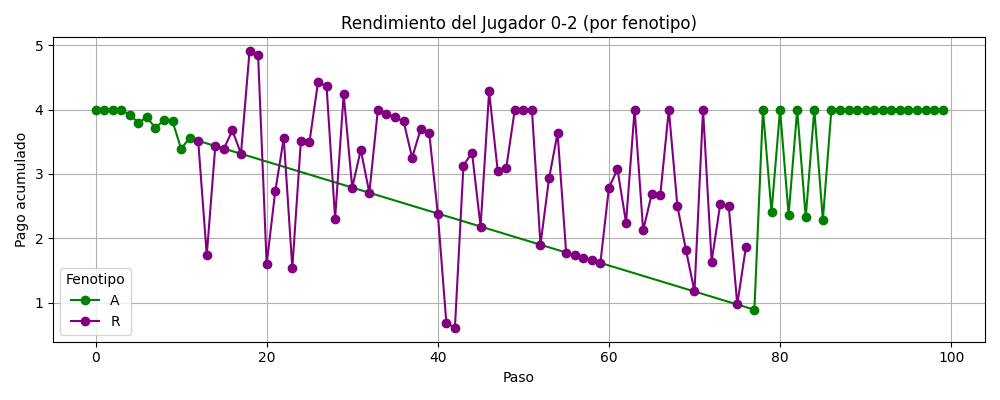 Rendimiento del Jugador 0-2 (por fenotipo)
Pago acumulado
5
4
3
2
1
Fenotipo
A
R
0 20 40 60 80 100
Paso